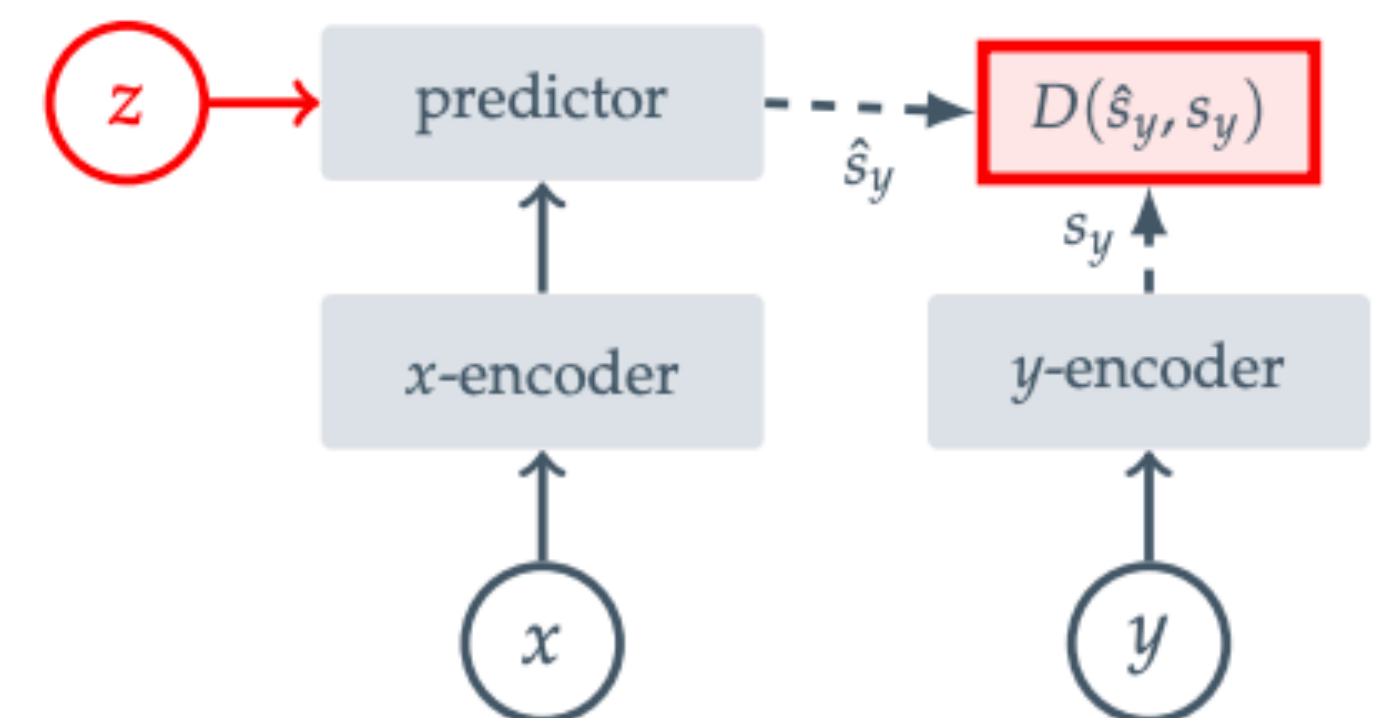 z
predictor
D(ŝ_y, s_y)
ŝ_y
s_y
x-encoder
y-encoder
x
y